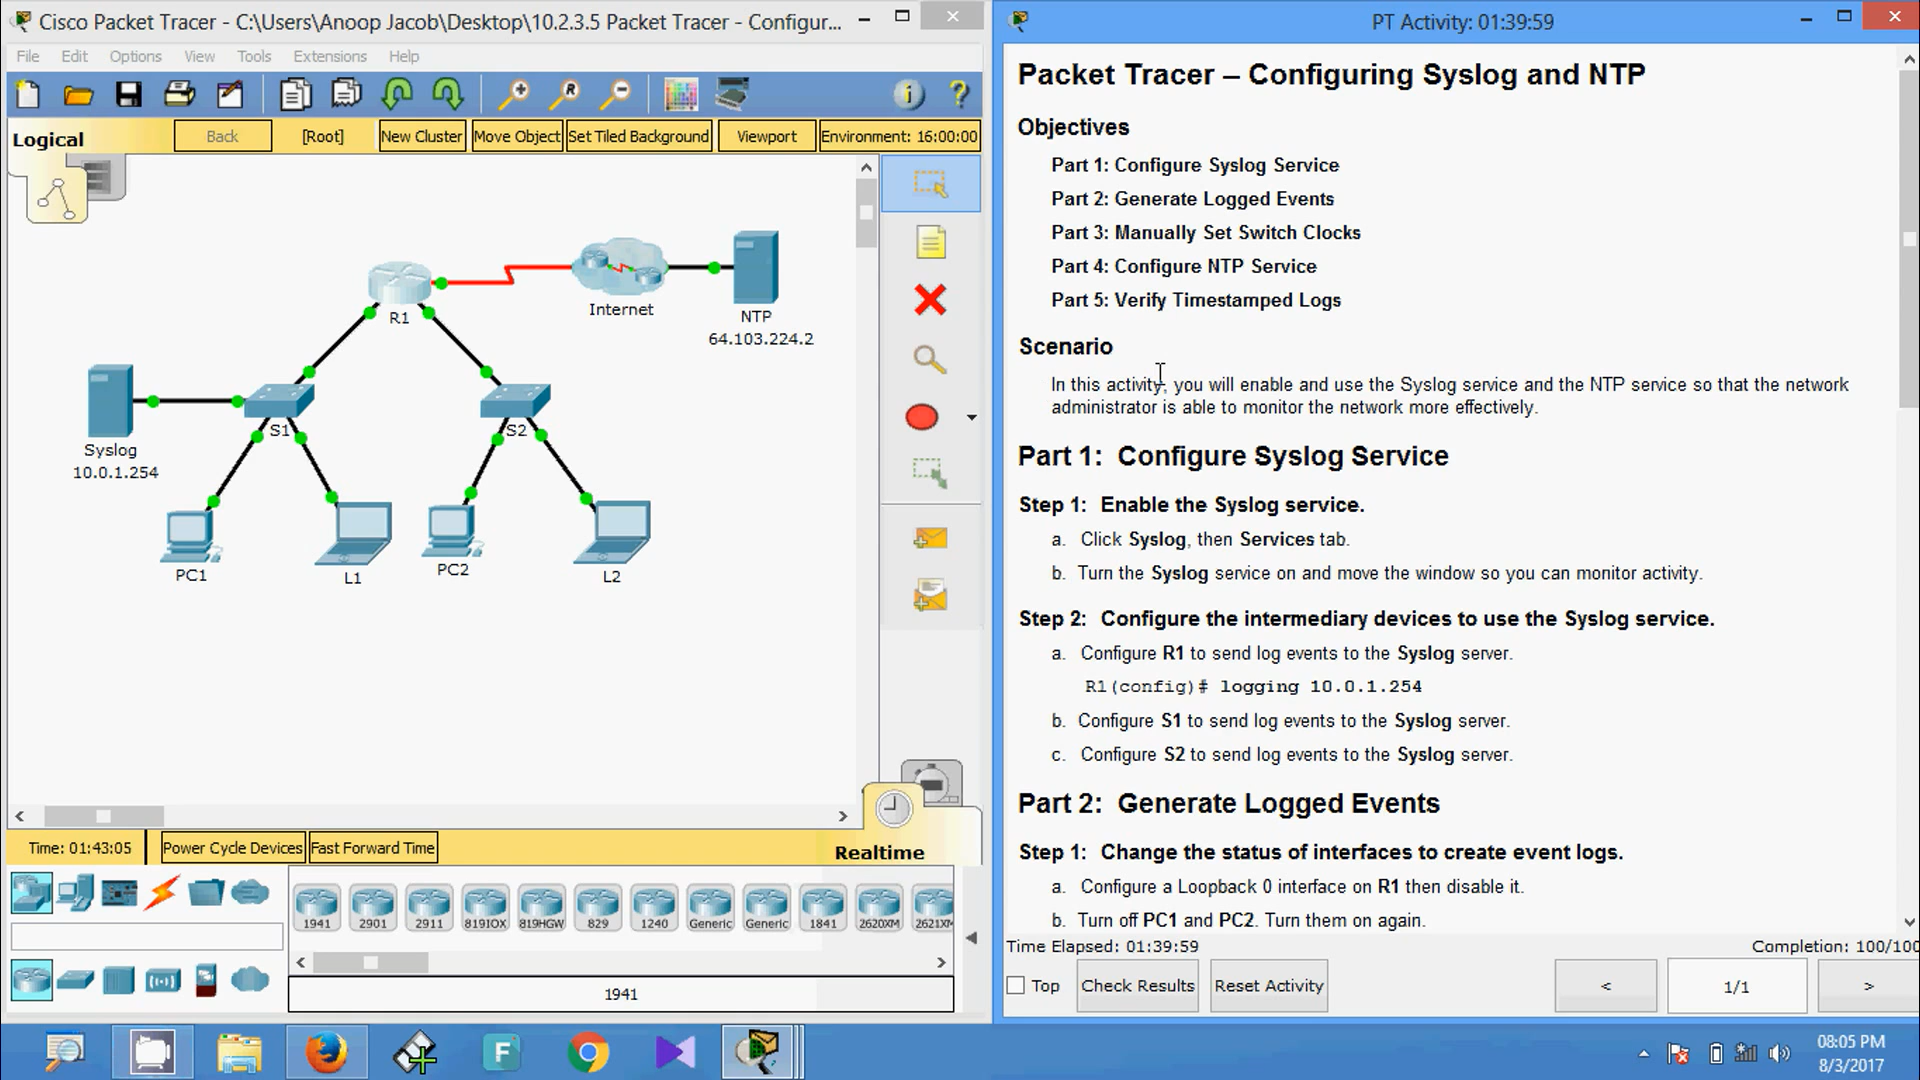 Cisco Packet Tracer - C:\Users\Anoop Jacob\Desktop\10.2.3.5 Packet Tracer - Configur...
File Edit Options View Tools Extensions Help
Logical Back [Root] New Cluster Move Object Set Tiled Background Viewport Environment: 16:00:00
R1
Internet
NTP
64.103.224.2
S1
S2
Syslog
10.0.1.254
PC1
L1
PC2
L2
Time: 01:43:05 Power Cycle Devices Fast Forward Time Realtime
1941 2901 2911 819IOX 819HGW 829 1240 Generic Generic 1841 2620XM 2621XM
1941
PT Activity: 01:39:59
Packet Tracer – Configuring Syslog and NTP
Objectives
Part 1: Configure Syslog Service
Part 2: Generate Logged Events
Part 3: Manually Set Switch Clocks
Part 4: Configure NTP Service
Part 5: Verify Timestamped Logs
Scenario
In this activity, you will enable and use the Syslog service and the NTP service so that the network
administrator is able to monitor the network more effectively.
Part 1: Configure Syslog Service
Step 1: Enable the Syslog service.
a. Click Syslog, then Services tab.
b. Turn the Syslog service on and move the window so you can monitor activity.
Step 2: Configure the intermediary devices to use the Syslog service.
a. Configure R1 to send log events to the Syslog server.
R1(config)# logging 10.0.1.254
b. Configure S1 to send log events to the Syslog server.
c. Configure S2 to send log events to the Syslog server.
Part 2: Generate Logged Events
Step 1: Change the status of interfaces to create event logs.
a. Configure a Loopback 0 interface on R1 then disable it.
b. Turn off PC1 and PC2. Turn them on again.
Time Elapsed: 01:39:59 Completion: 100/100
Top Check Results Reset Activity < 1/1 >
08:05 PM
8/3/2017